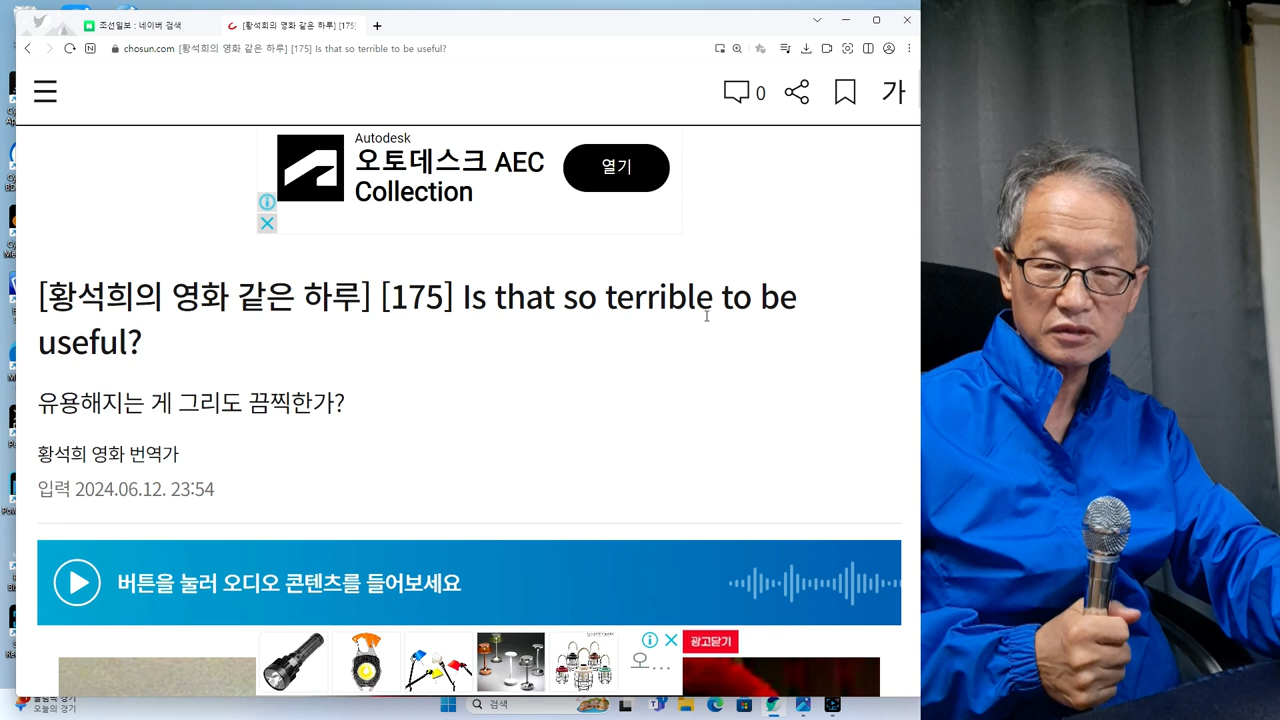 조선일보 : 네이버 검색
[황석희의 영화 같은 하루] [175]
chosun.com [황석희의 영화 같은 하루] [175] Is that so terrible to be useful?
0
가
Autodesk
오토데스크 AEC
Collection
열기
[황석희의 영화 같은 하루] [175] Is that so terrible to be
useful?
유용해지는 게 그리도 끔찍한가?
황석희 영화 번역가
입력 2024.06.12. 23:54
버튼을 눌러 오디오 콘텐츠를 들어보세요
광고닫기
오...
오늘의 경기
검색